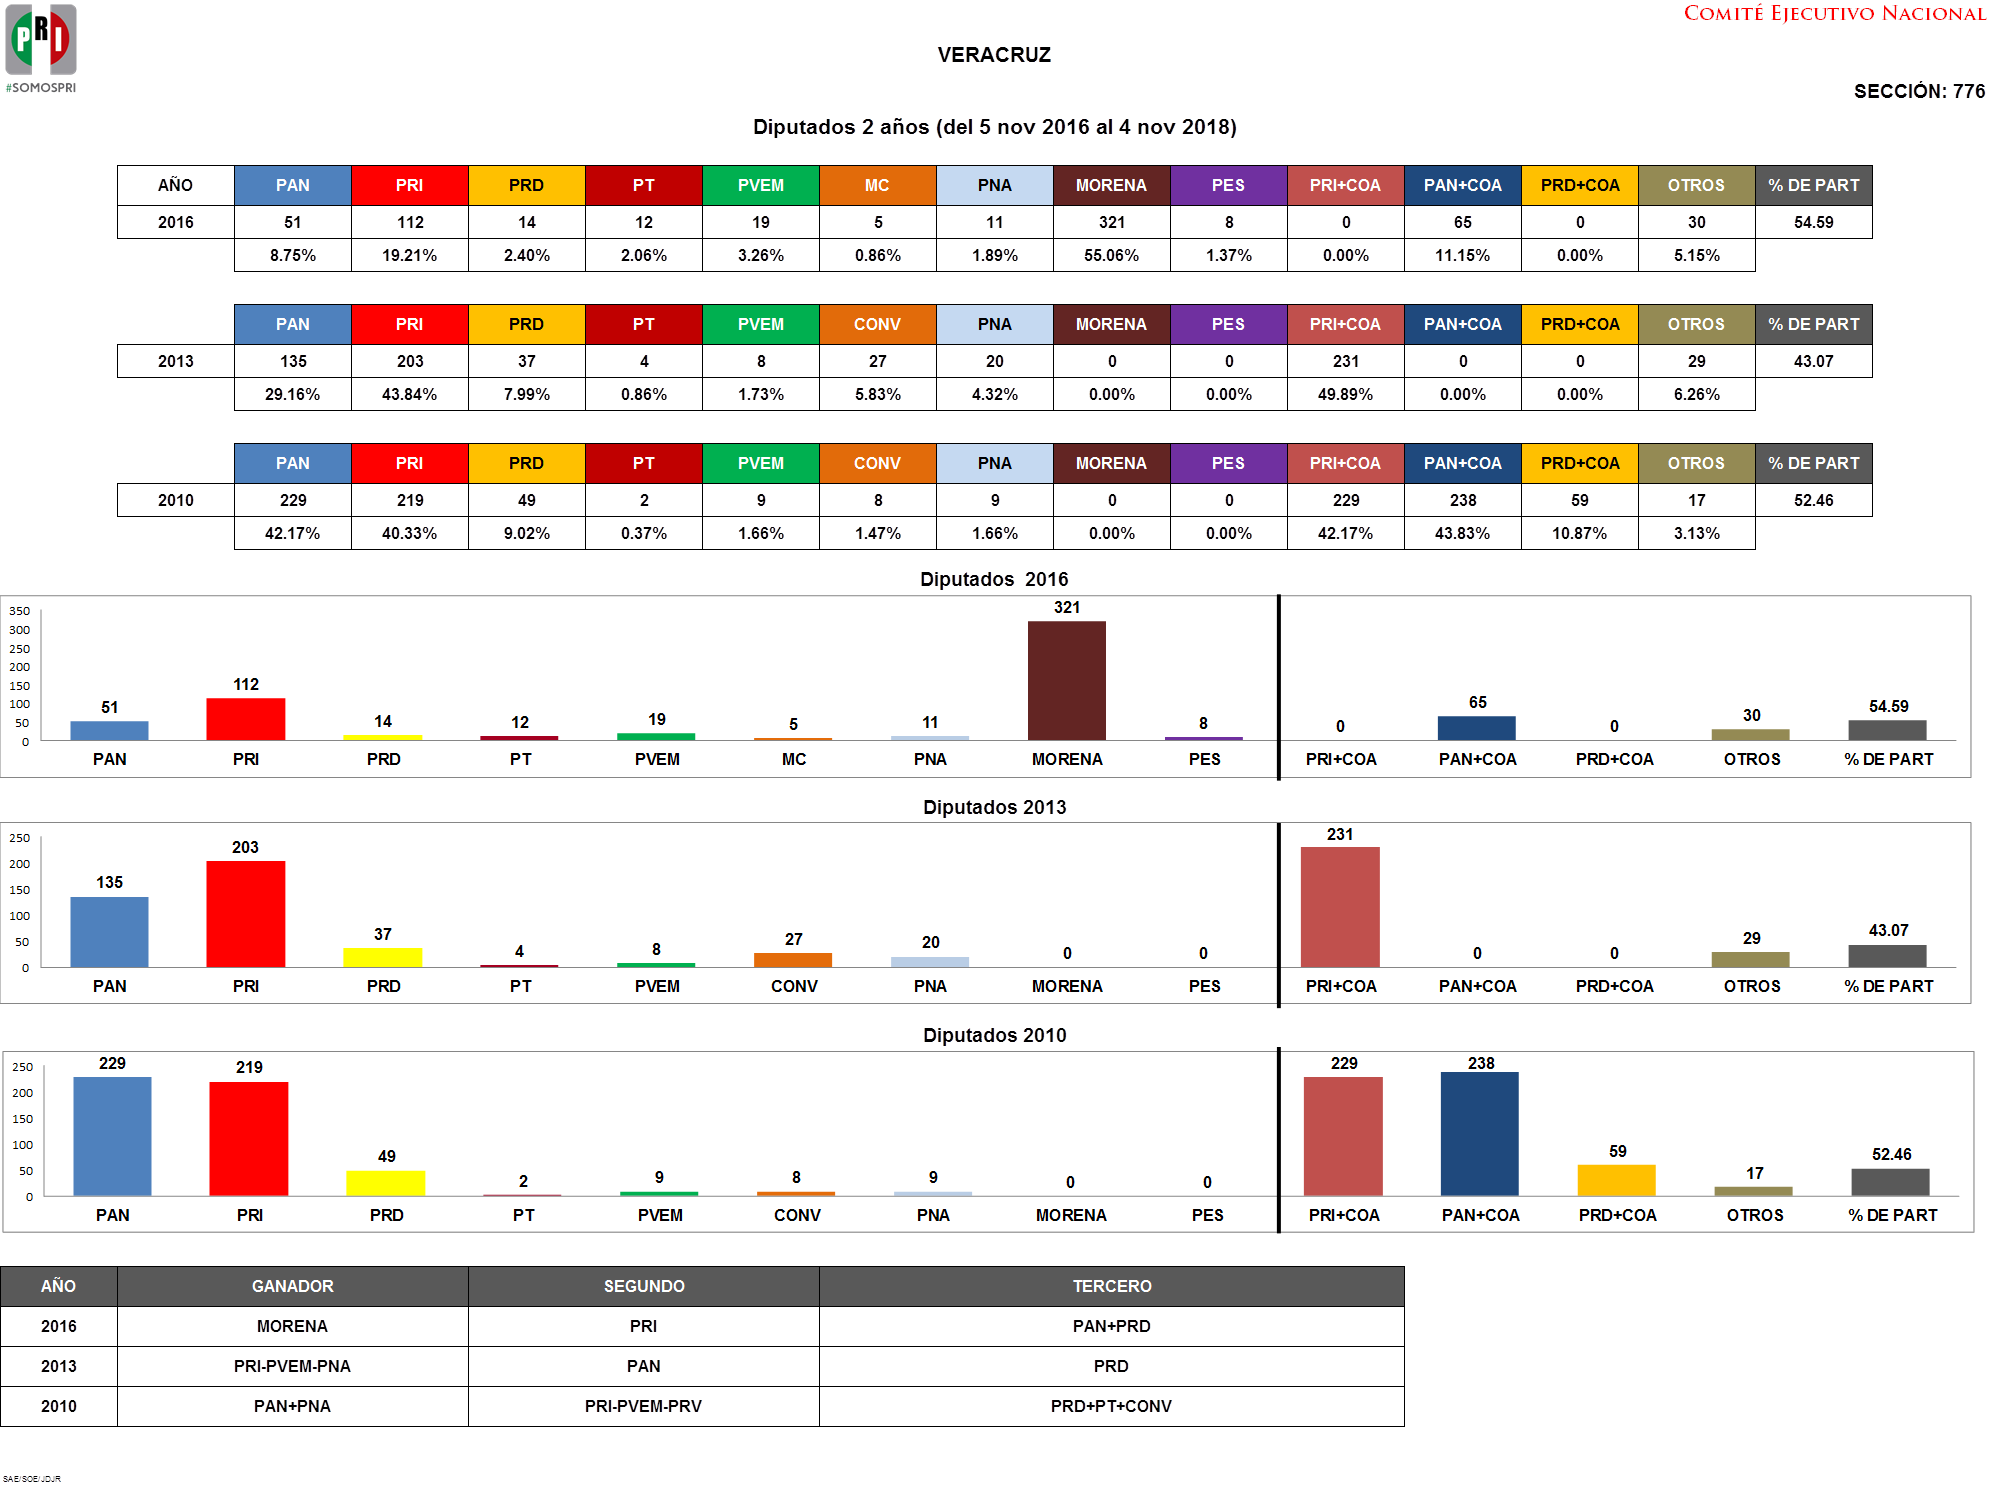 PRI
#SOMOSPRI
COMITÉ EJECUTIVO NACIONAL
VERACRUZ
SECCIÓN: 776
Diputados 2 años (del 5 nov 2016 al 4 nov 2018)
AÑO PAN PRI PRD PT PVEM MC PNA MORENA PES PRI+COA PAN+COA PRD+COA OTROS % DE PART
2016 51 112 14 12 19 5 11 321 8 0 65 0 30 54.59
8.75% 19.21% 2.40% 2.06% 3.26% 0.86% 1.89% 55.06% 1.37% 0.00% 11.15% 0.00% 5.15%
PAN PRI PRD PT PVEM CONV PNA MORENA PES PRI+COA PAN+COA PRD+COA OTROS % DE PART
2013 135 203 37 4 8 27 20 0 0 231 0 0 29 43.07
29.16% 43.84% 7.99% 0.86% 1.73% 5.83% 4.32% 0.00% 0.00% 49.89% 0.00% 0.00% 6.26%
PAN PRI PRD PT PVEM CONV PNA MORENA PES PRI+COA PAN+COA PRD+COA OTROS % DE PART
2010 229 219 49 2 9 8 9 0 0 229 238 59 17 52.46
42.17% 40.33% 9.02% 0.37% 1.66% 1.47% 1.66% 0.00% 0.00% 42.17% 43.83% 10.87% 3.13%
Diputados 2016
350
300
250
200
150
100
50
0
51 112 14 12 19 5 11 321 8 0 65 0 30 54.59
PAN PRI PRD PT PVEM MC PNA MORENA PES PRI+COA PAN+COA PRD+COA OTROS % DE PART
Diputados 2013
250
200
150
100
50
0
135 203 37 4 8 27 20 0 0 231 0 0 29 43.07
PAN PRI PRD PT PVEM CONV PNA MORENA PES PRI+COA PAN+COA PRD+COA OTROS % DE PART
Diputados 2010
250
200
150
100
50
0
229 219 49 2 9 8 9 0 0 229 238 59 17 52.46
PAN PRI PRD PT PVEM CONV PNA MORENA PES PRI+COA PAN+COA PRD+COA OTROS % DE PART
AÑO GANADOR SEGUNDO TERCERO
2016 MORENA PRI PAN+PRD
2013 PRI-PVEM-PNA PAN PRD
2010 PAN+PNA PRI-PVEM-PRV PRD+PT+CONV
SAE/SOE/JDJR